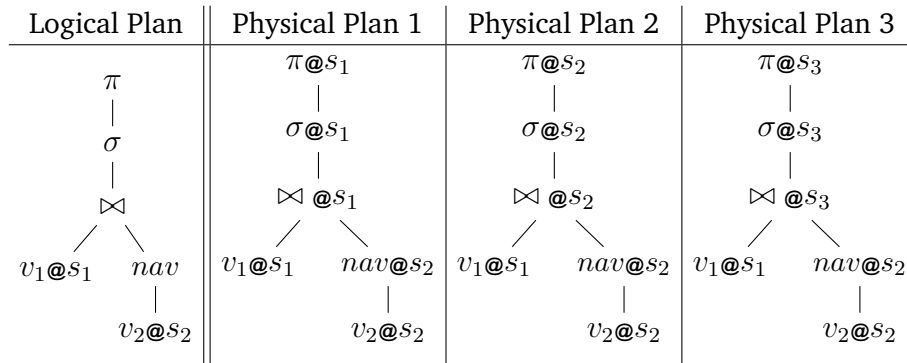 Logical Plan Physical Plan 1 Physical Plan 2 Physical Plan 3
π π@s₁ π@s₂ π@s₃
σ σ@s₁ σ@s₂ σ@s₃
⋈ ⋈ @s₁ ⋈ @s₂ ⋈ @s₃
v₁@s₁ nav v₁@s₁ nav@s₂ v₁@s₁ nav@s₂ v₁@s₁ nav@s₂
v₂@s₂ v₂@s₂ v₂@s₂ v₂@s₂